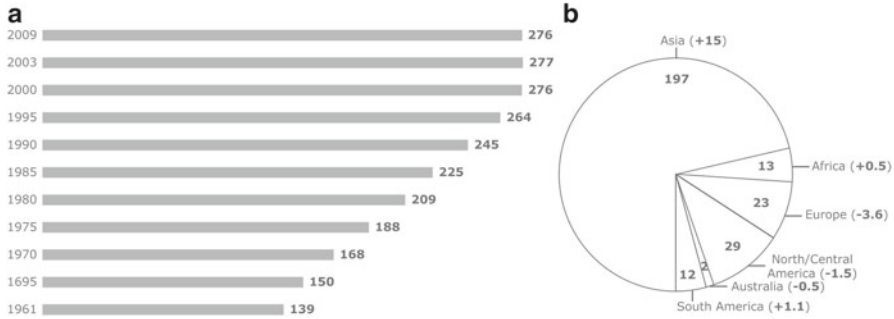 a
2009 276
2003 277
2000 276
1995 264
1990 245
1985 225
1980 209
1975 188
1970 168
1695 150
1961 139
b
Asia (+15)
197
13
Africa (+0.5)
23
Europe (-3.6)
29
North/Central
America (-1.5)
2
Australia (-0.5)
12
South America (+1.1)